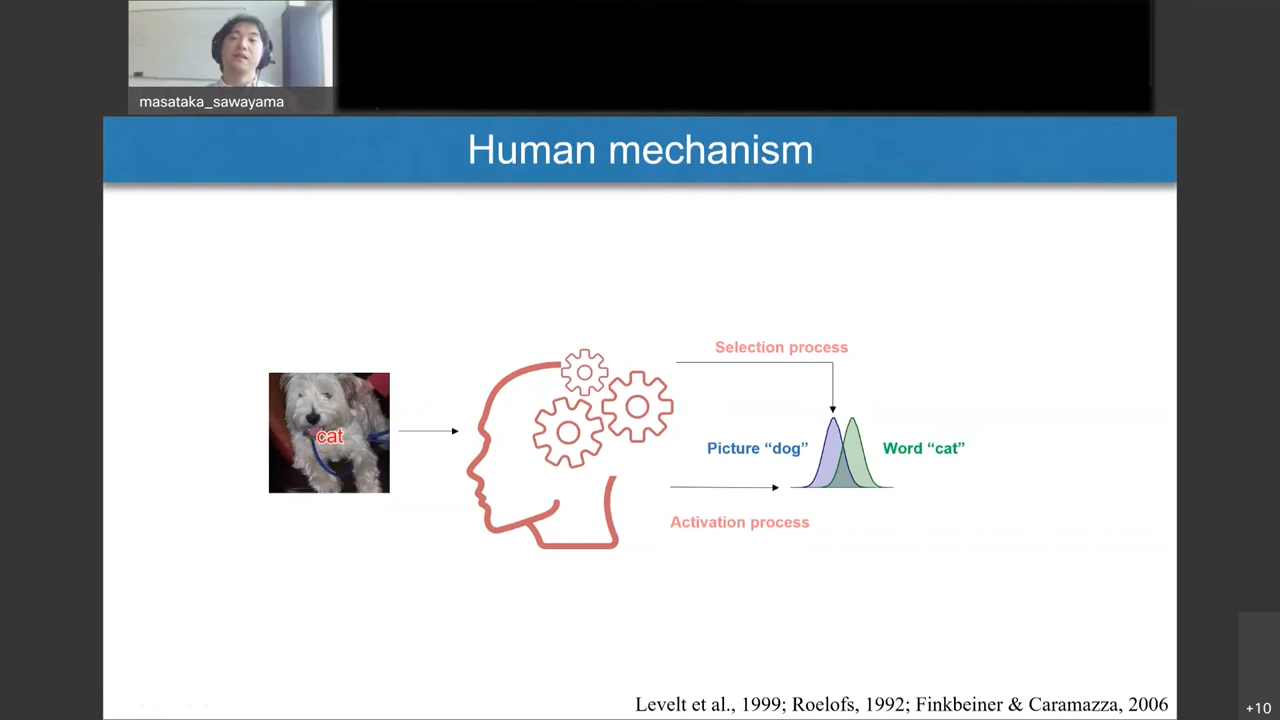 masataka_sawayama
Human mechanism
Selection process
cat
Picture “dog”
Word “cat”
Activation process
Levelt et al., 1999; Roelofs, 1992; Finkbeiner & Caramazza, 2006
+10